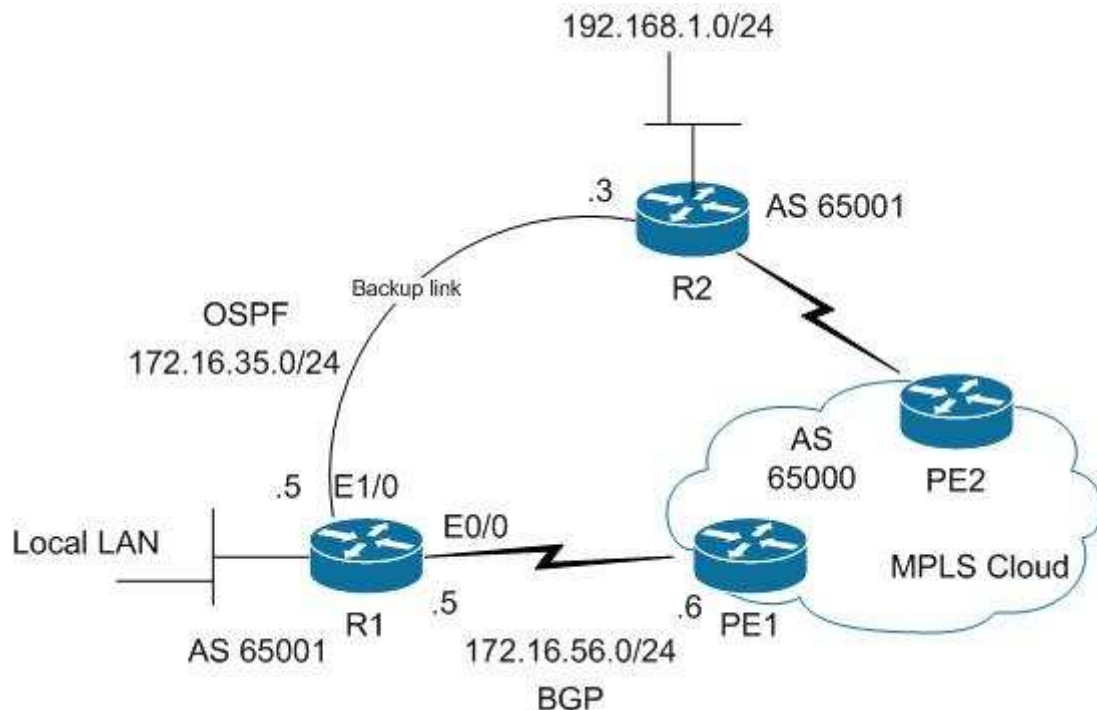 192.168.1.0/24
.3
AS 65001
R2
Backup link
OSPF
172.16.35.0/24
AS
65000
PE2
.5
E1/0
Local LAN
E0/0
MPLS Cloud
R1
.5
.6
PE1
AS 65001
172.16.56.0/24
BGP